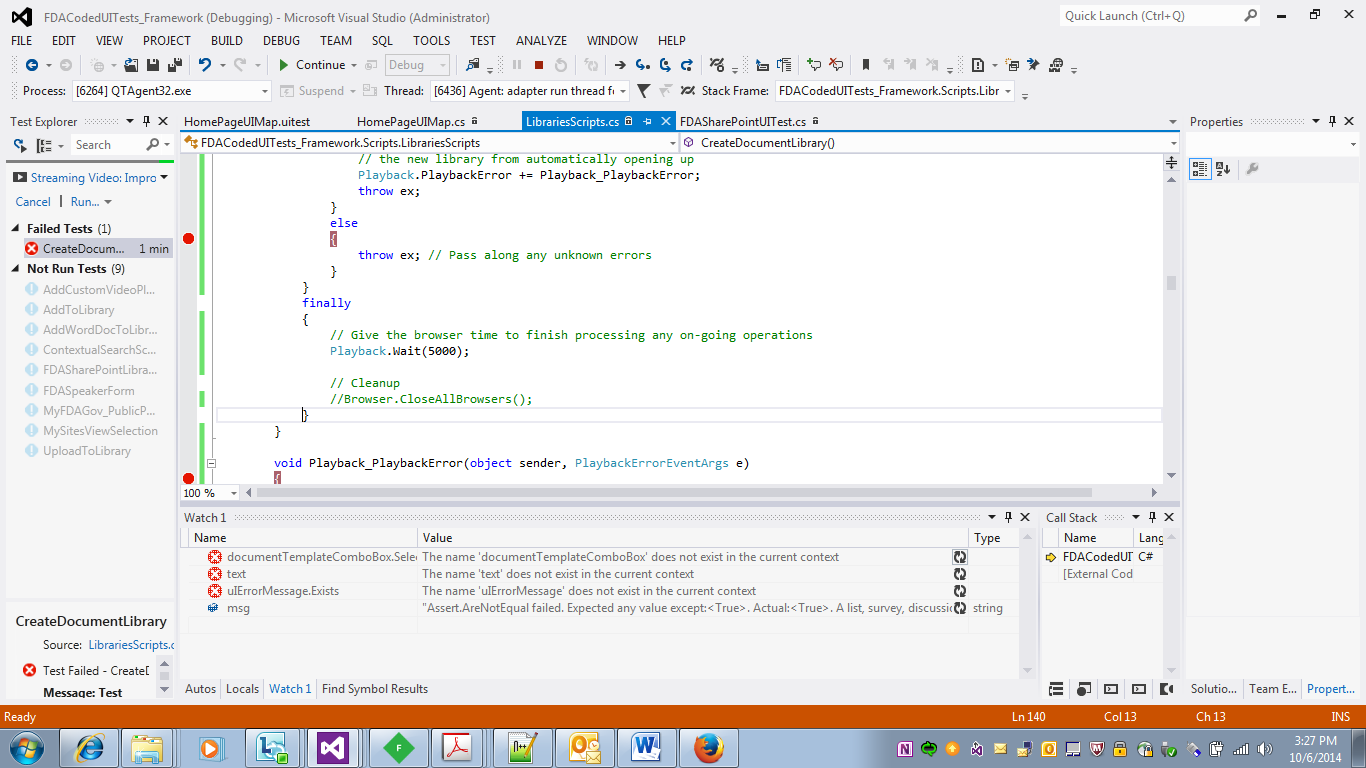 FDACodedUITests_Framework (Debugging) - Microsoft Visual Studio (Administrator)
Quick Launch (Ctrl+Q)
FILE EDIT VIEW PROJECT BUILD DEBUG TEAM SQL TOOLS TEST ANALYZE WINDOW HELP
Continue Debug
Process: [6264] QTAgent32.exe Suspend Thread: [6436] Agent: adapter run thread fo Stack Frame: FDACodedUITests_Framework.Scripts.Libr
Test Explorer
Search
Streaming Video: Impro
Cancel Run...
Failed Tests (1)
CreateDocum... 1 min
Not Run Tests (9)
AddCustomVideoPl...
AddToLibrary
AddWordDocToLibr...
ContextualSearchSc...
FDASharePointLibra...
FDASpeakerForm
MyFDAGov_PublicP...
MySitesViewSelection
UploadToLibrary
CreateDocumentLibrary
Source: LibrariesScripts.c
Test Failed - CreateD
Message: Test
HomePageUIMap.uitest HomePageUIMap.cs LibrariesScripts.cs FDASharePointUITest.cs
FDACodedUITests_Framework.Scripts.LibrariesScripts CreateDocumentLibrary()
// the new library from automatically opening up
Playback.PlaybackError += Playback_PlaybackError;
throw ex;
}
else
{
throw ex; // Pass along any unknown errors
}
}
finally
{
// Give the browser time to finish processing any on-going operations
Playback.Wait(5000);
// Cleanup
//Browser.CloseAllBrowsers();
}
}
void Playback_PlaybackError(object sender, PlaybackErrorEventArgs e)
{
100 %
Properties
Watch 1
Name Value Type
documentTemplateComboBox.Selec The name 'documentTemplateComboBox' does not exist in the current context
text The name 'text' does not exist in the current context
uIErrorMessage.Exists The name 'uIErrorMessage' does not exist in the current context
msg "Assert.AreNotEqual failed. Expected any value except:<True>. Actual:<True>. A list, survey, discussio string
Autos Locals Watch 1 Find Symbol Results
Call Stack
Name Lang
FDACodedUI C#
[External Cod
Solutio... Team E... Propert...
Ready Ln 140 Col 13 Ch 13 INS
3:27 PM
10/6/2014